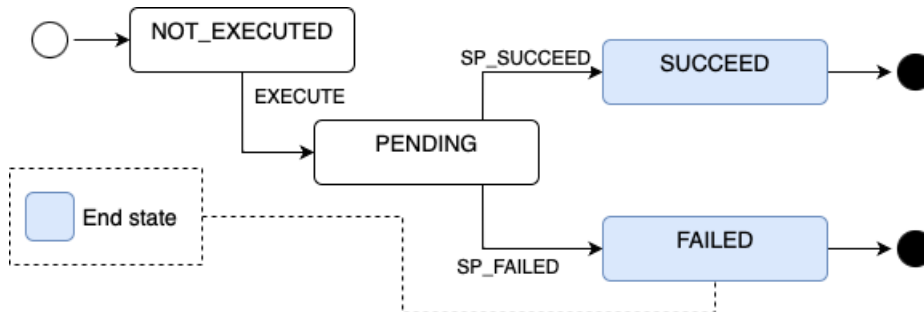 NOT_EXECUTED
EXECUTE
PENDING
SP_SUCCEED
SUCCEED
SP_FAILED
FAILED
End state